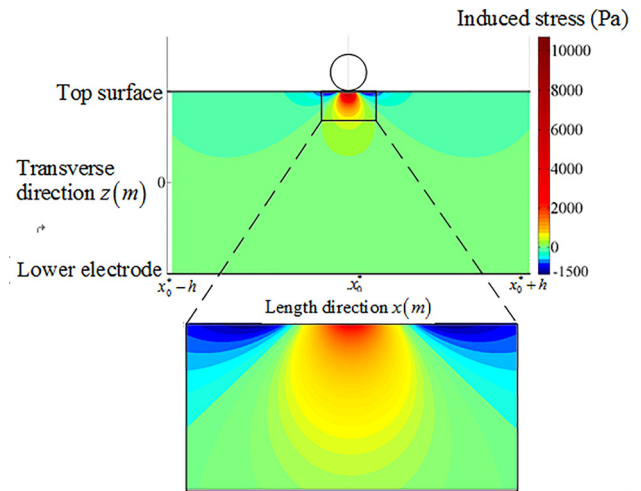 Induced stress (Pa)
10000
8000
6000
4000
2000
0
-1500
Top surface
Transverse
direction z(m)
0
Lower electrode
x₀* − h
x₀*
x₀* + h
Length direction x(m)